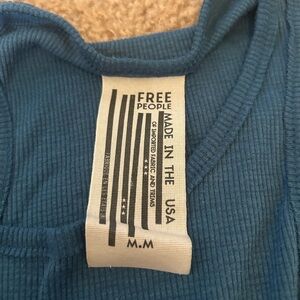 FREE
PEOPLE
MADE IN THE USA
OF IMPORTED FABRIC AND TRIMS
M.M